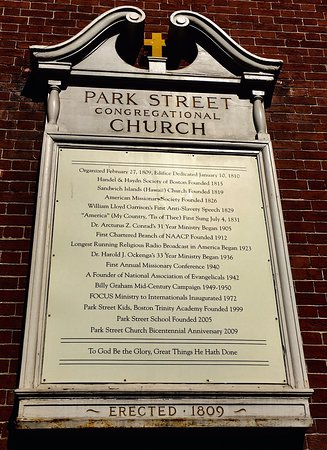 PARK STREET
CONGREGATIONAL
CHURCH
Organized February 27, 1809, Edifice Dedicated January 10, 1810
Handel & Haydn Society of Boston Founded 1815
Sandwich Islands (Hawaii) Church Founded 1819
American Missionary Society Founded 1826
William Lloyd Garrison's First Anti-Slavery Speech 1829
"America" (My Country, 'Tis of Thee) First Sung July 4, 1831
Dr. Arcturus Z. Conrad's 31 Year Ministry Began 1905
First Chartered Branch of NAACP Founded 1912
Longest Running Religious Radio Broadcast in America Began 1923
Dr. Harold J. Ockenga's 33 Year Ministry Began 1936
First Annual Missionary Conference 1940
A Founder of National Association of Evangelicals 1942
Billy Graham Mid-Century Campaign 1949-1950
FOCUS Ministry to Internationals Inaugurated 1972
Park Street Kids, Boston Trinity Academy Founded 1999
Park Street School Founded 2005
Park Street Church Bicentennial Anniversary 2009
To God Be the Glory, Great Things He Hath Done
~ ERECTED · 1809 ~